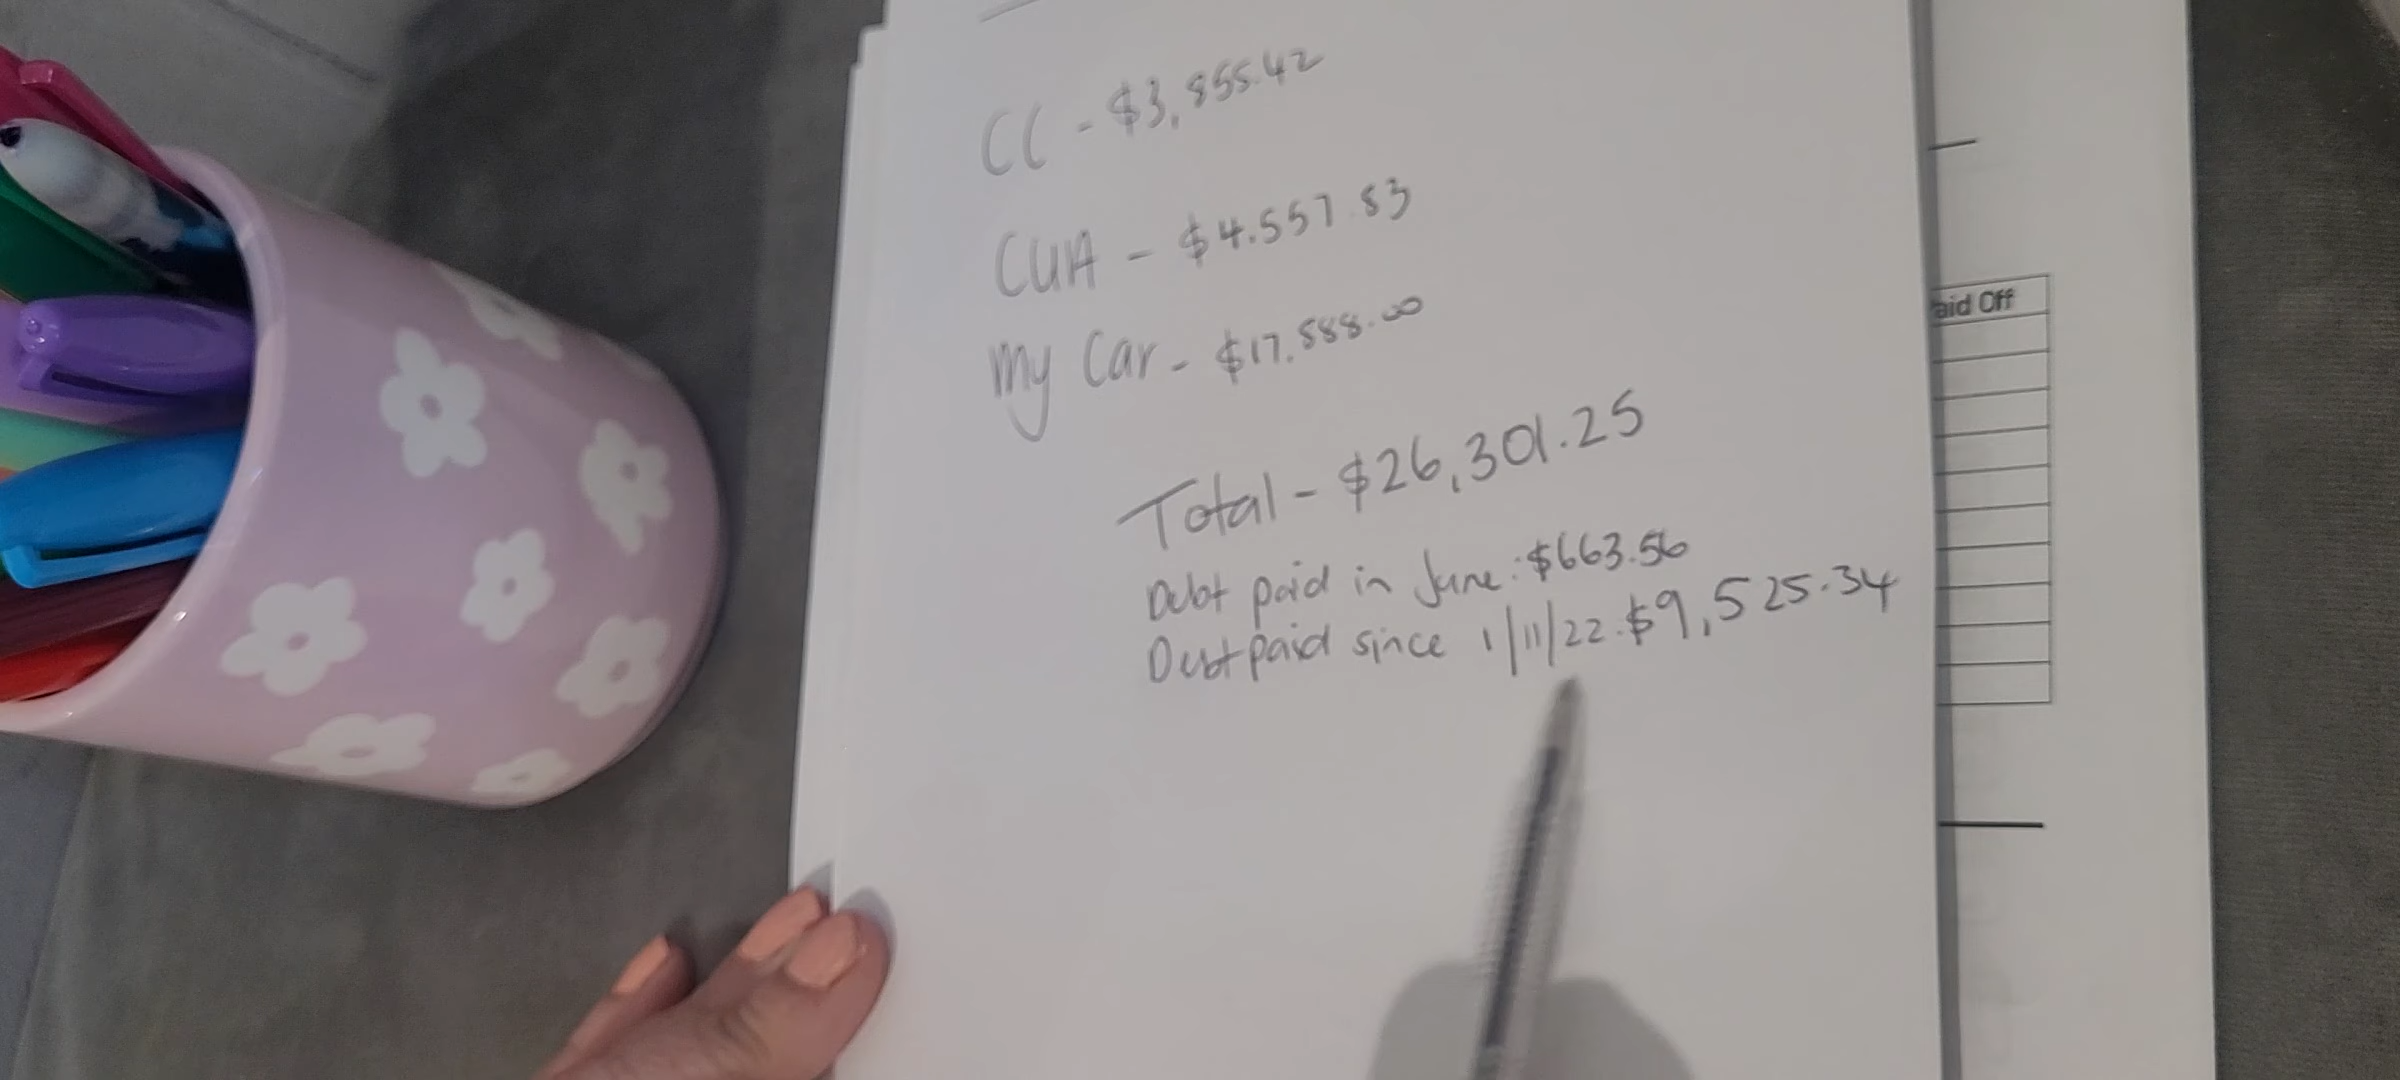 CC - $3,855.42
CUA - $4.557.83
My Car - $17.888.00
Total - $26,301.25
Debt paid in June: $663.56
Debt paid since 1/11/22. $9,525.34
aid Off